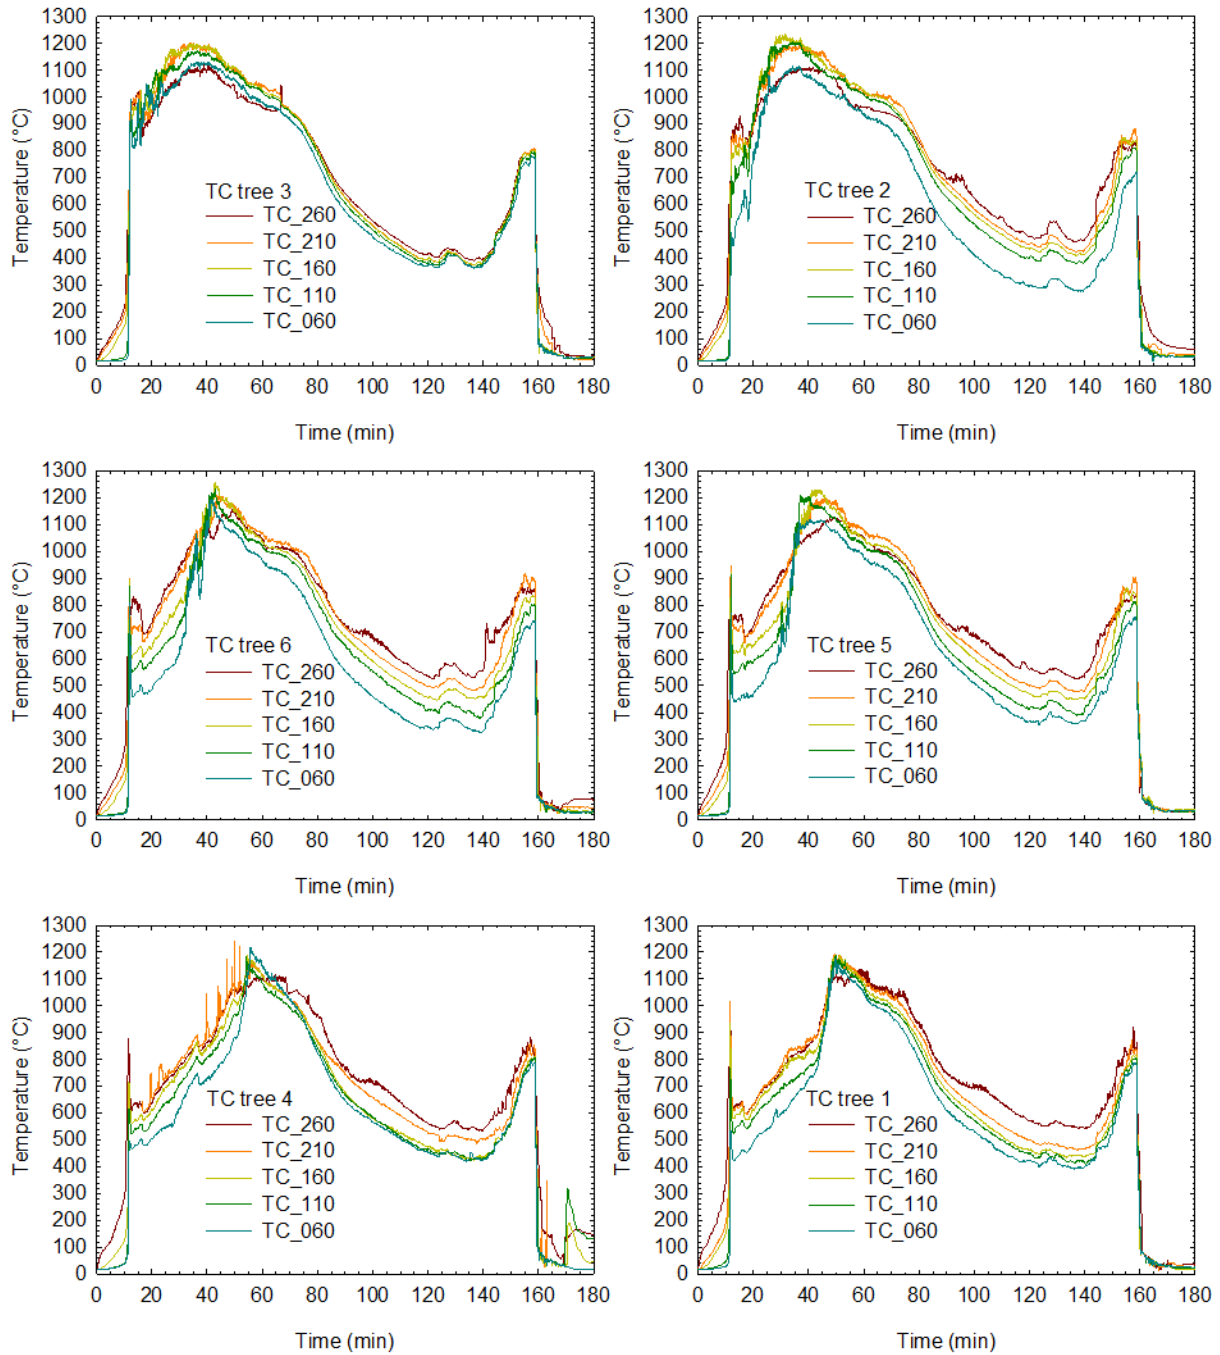 1300
1200
1100
1000
900
800
700
600
500
400
300
200
100
0
Temperature (°C)
TC tree 3
TC_260
TC_210
TC_160
TC_110
TC_060
0 20 40 60 80 100 120 140 160 180
Time (min)
1300
1200
1100
1000
900
800
700
600
500
400
300
200
100
0
Temperature (°C)
TC tree 2
TC_260
TC_210
TC_160
TC_110
TC_060
0 20 40 60 80 100 120 140 160 180
Time (min)
1300
1200
1100
1000
900
800
700
600
500
400
300
200
100
0
Temperature (°C)
TC tree 6
TC_260
TC_210
TC_160
TC_110
TC_060
0 20 40 60 80 100 120 140 160 180
Time (min)
1300
1200
1100
1000
900
800
700
600
500
400
300
200
100
0
Temperature (°C)
TC tree 5
TC_260
TC_210
TC_160
TC_110
TC_060
0 20 40 60 80 100 120 140 160 180
Time (min)
1300
1200
1100
1000
900
800
700
600
500
400
300
200
100
0
Temperature (°C)
TC tree 4
TC_260
TC_210
TC_160
TC_110
TC_060
0 20 40 60 80 100 120 140 160 180
Time (min)
1300
1200
1100
1000
900
800
700
600
500
400
300
200
100
0
Temperature (°C)
TC tree 1
TC_260
TC_210
TC_160
TC_110
TC_060
0 20 40 60 80 100 120 140 160 180
Time (min)